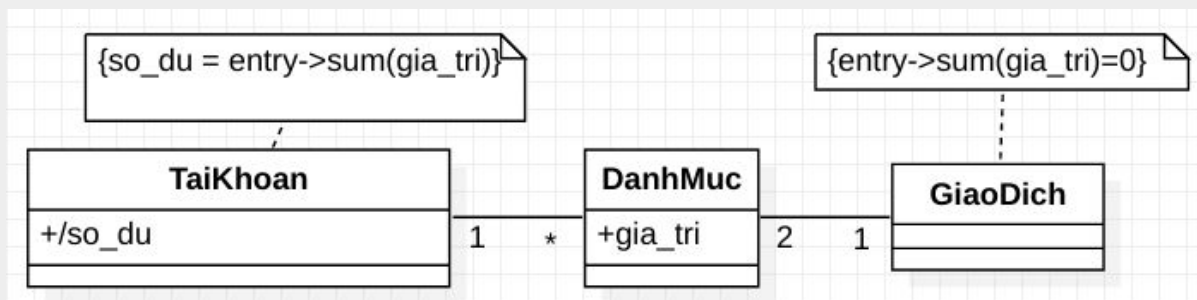 {so_du = entry->sum(gia_tri)}
{entry->sum(gia_tri)=0}
TaiKhoan
+/so_du
1
*
DanhMuc
+gia_tri
2
1
GiaoDich